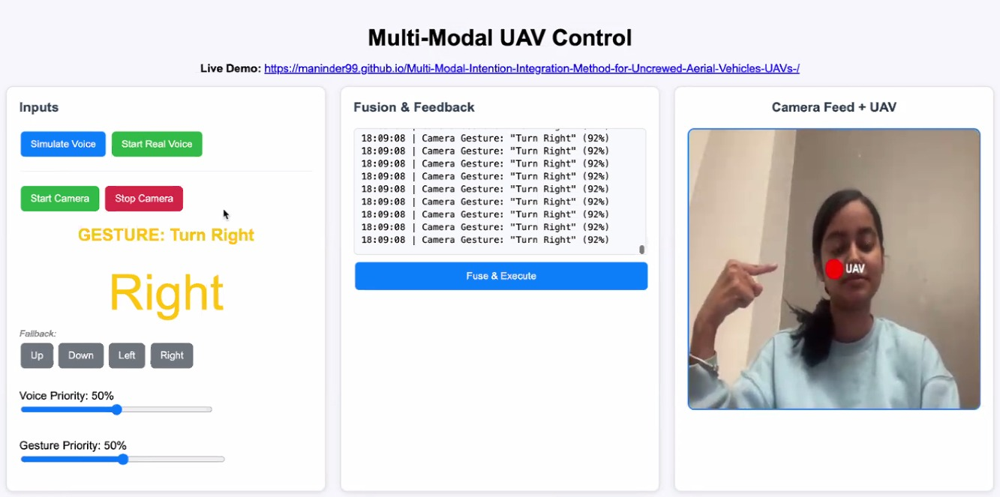 Multi-Modal UAV Control
Live Demo: https://maninder99.github.io/Multi-Modal-Intention-Integration-Method-for-Uncrewed-Aerial-Vehicles-UAVs-/
Inputs
Simulate Voice
Start Real Voice
Start Camera
Stop Camera
GESTURE: Turn Right
Right
Fallback:
Up
Down
Left
Right
Voice Priority: 50%
Gesture Priority: 50%
Fusion & Feedback
18:09:08 | Camera Gesture: "Turn Right" (92%)
18:09:08 | Camera Gesture: "Turn Right" (92%)
18:09:08 | Camera Gesture: "Turn Right" (92%)
18:09:08 | Camera Gesture: "Turn Right" (92%)
18:09:08 | Camera Gesture: "Turn Right" (92%)
18:09:08 | Camera Gesture: "Turn Right" (92%)
18:09:08 | Camera Gesture: "Turn Right" (92%)
18:09:08 | Camera Gesture: "Turn Right" (92%)
18:09:08 | Camera Gesture: "Turn Right" (92%)
Fuse & Execute
Camera Feed + UAV
UAV